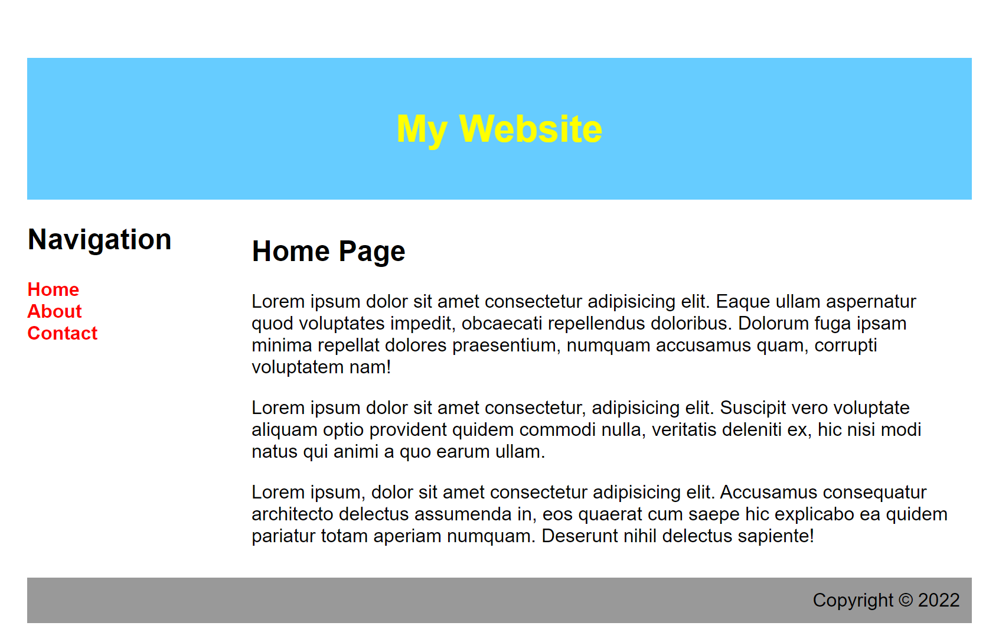 My Website
Navigation
Home
About
Contact
Home Page
Lorem ipsum dolor sit amet consectetur adipisicing elit. Eaque ullam aspernatur
quod voluptates impedit, obcaecati repellendus doloribus. Dolorum fuga ipsam
minima repellat dolores praesentium, numquam accusamus quam, corrupti
voluptatem nam!
Lorem ipsum dolor sit amet consectetur, adipisicing elit. Suscipit vero voluptate
aliquam optio provident quidem commodi nulla, veritatis deleniti ex, hic nisi modi
natus qui animi a quo earum ullam.
Lorem ipsum, dolor sit amet consectetur adipisicing elit. Accusamus consequatur
architecto delectus assumenda in, eos quaerat cum saepe hic explicabo ea quidem
pariatur totam aperiam numquam. Deserunt nihil delectus sapiente!
Copyright © 2022